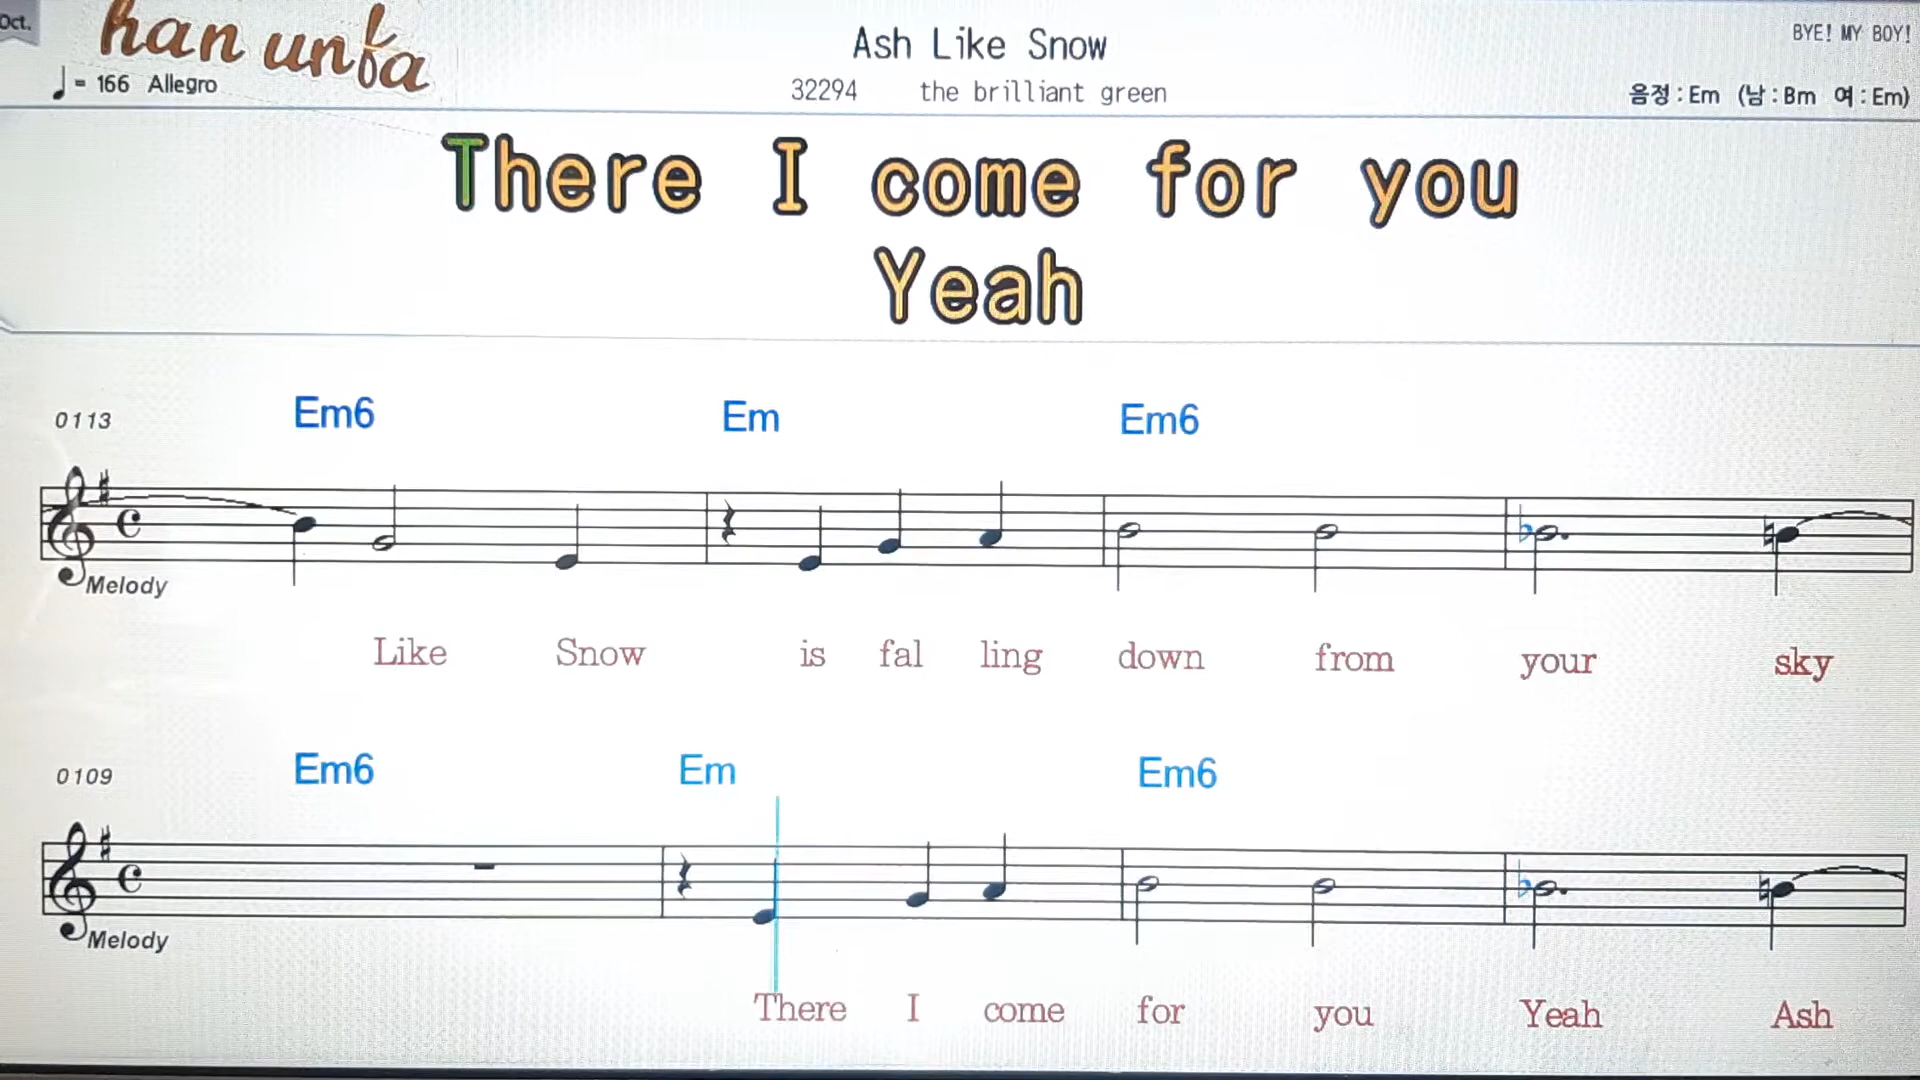 Oct.
han unfa
BYE! MY BOY!
Ash Like Snow
= 166 Allegro
32294 the brilliant green
음정 : Em (남 : Bm 여 : Em)
There I come for you
Yeah
0113 Em6 Em Em6
Melody
Like Snow is fal ling down from your sky
0109 Em6 Em Em6
Melody
There I come for you Yeah Ash